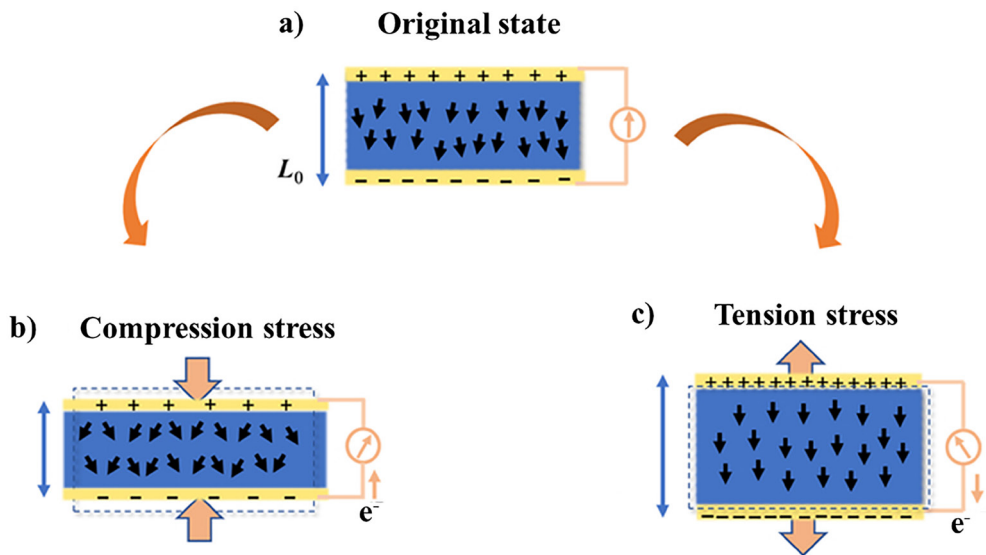 a) Original state
L₀
b) Compression stress
c) Tension stress
e⁻
e⁻